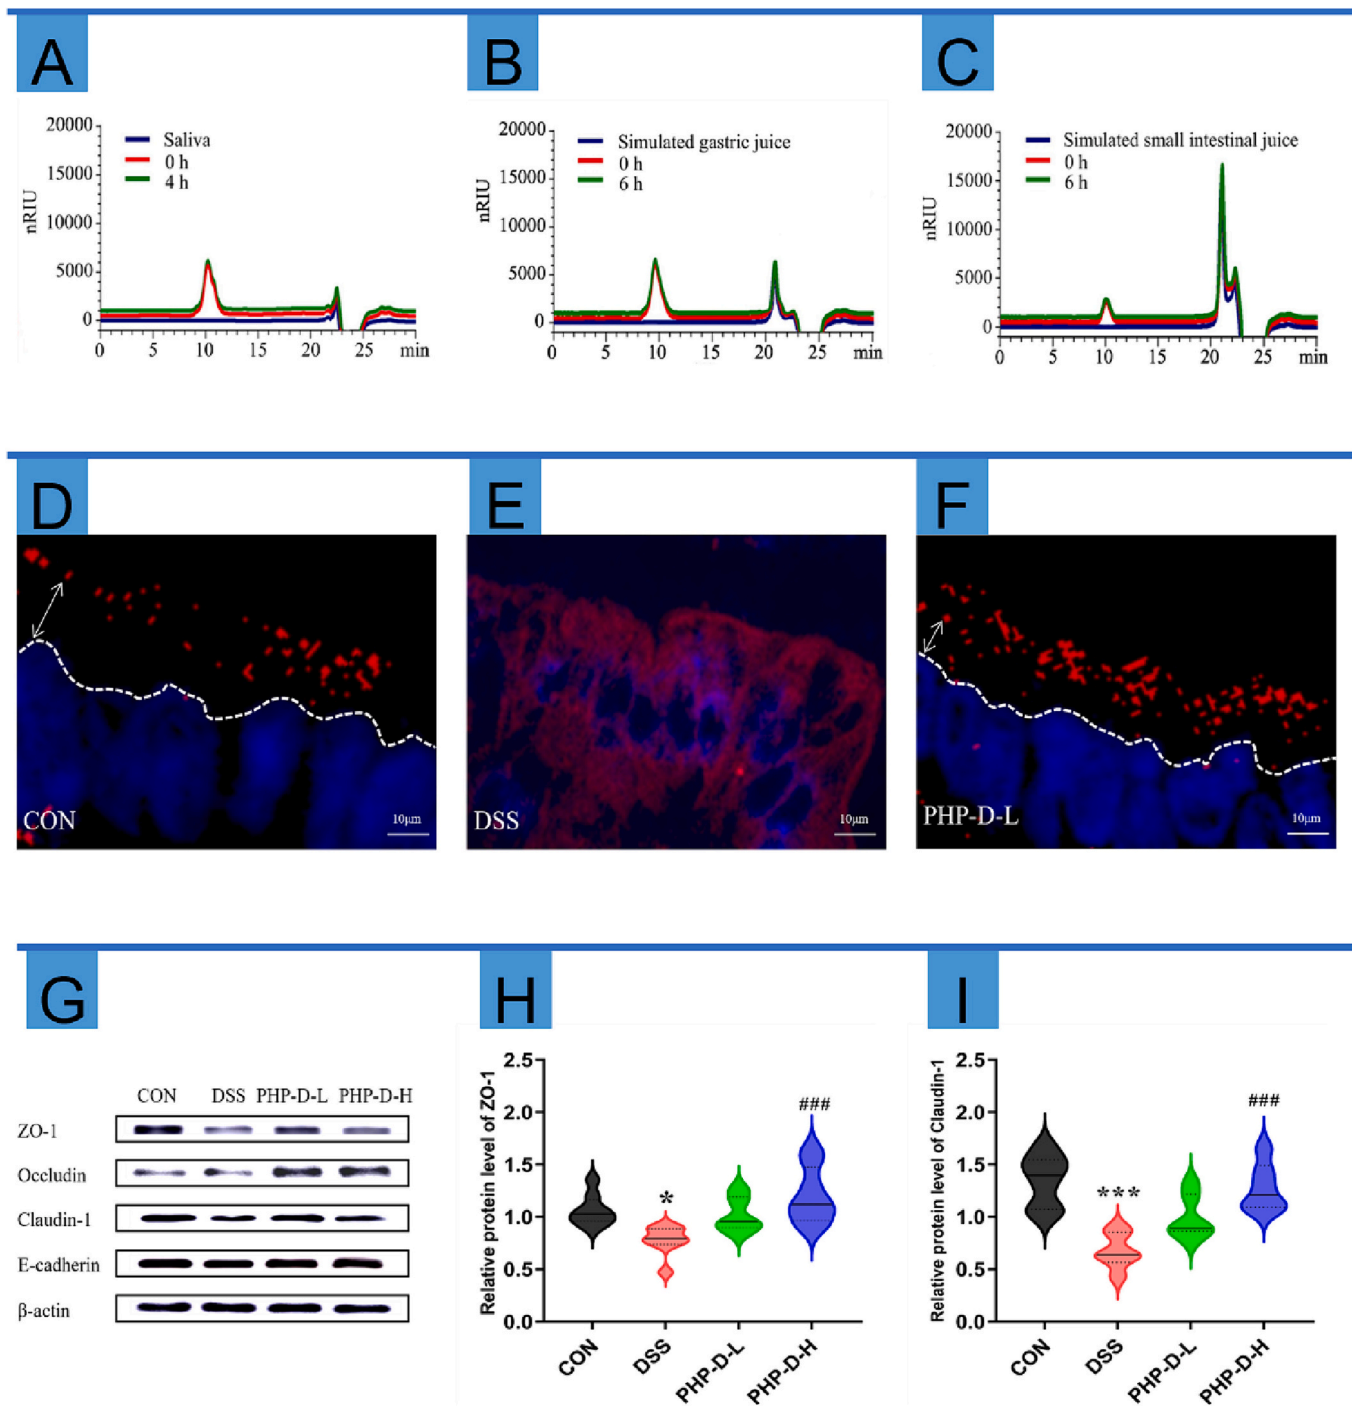 A
B
C
20000
15000
10000
5000
0
nRIU
Saliva
0 h
4 h
0 5 10 15 20 25 min
20000
15000
10000
5000
0
nRIU
Simulated gastric juice
0 h
6 h
0 5 10 15 20 25 min
20000
15000
10000
5000
0
nRIU
Simulated small intestinal juice
0 h
6 h
0 5 10 15 20 25 min
D
E
F
CON
10μm
DSS
10μm
PHP-D-L
10μm
G
H
I
CON DSS PHP-D-L PHP-D-H
ZO-1
Occludin
Claudin-1
E-cadherin
β-actin
Relative protein level of ZO-1
2.5
2.0
1.5
1.0
0.5
0.0
*
###
CON DSS PHP-D-L PHP-D-H
Relative protein level of Claudin-1
2.5
2.0
1.5
1.0
0.5
0.0
***
###
CON DSS PHP-D-L PHP-D-H